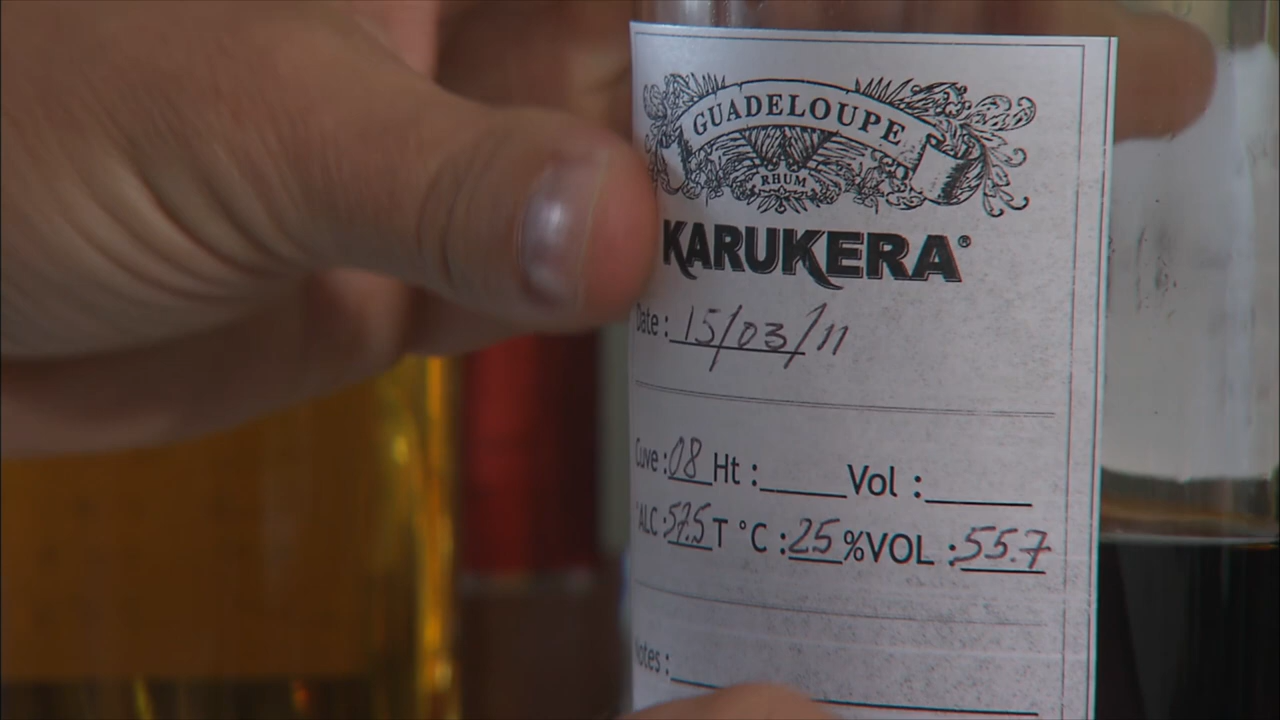 GUADELOUPE
RHUM
KARUKERA®
Date : 15/03/11
Cuve : 08 Ht : Vol :
°ALC : 57.5 T °C : 25 %VOL : 55.7
Notes :